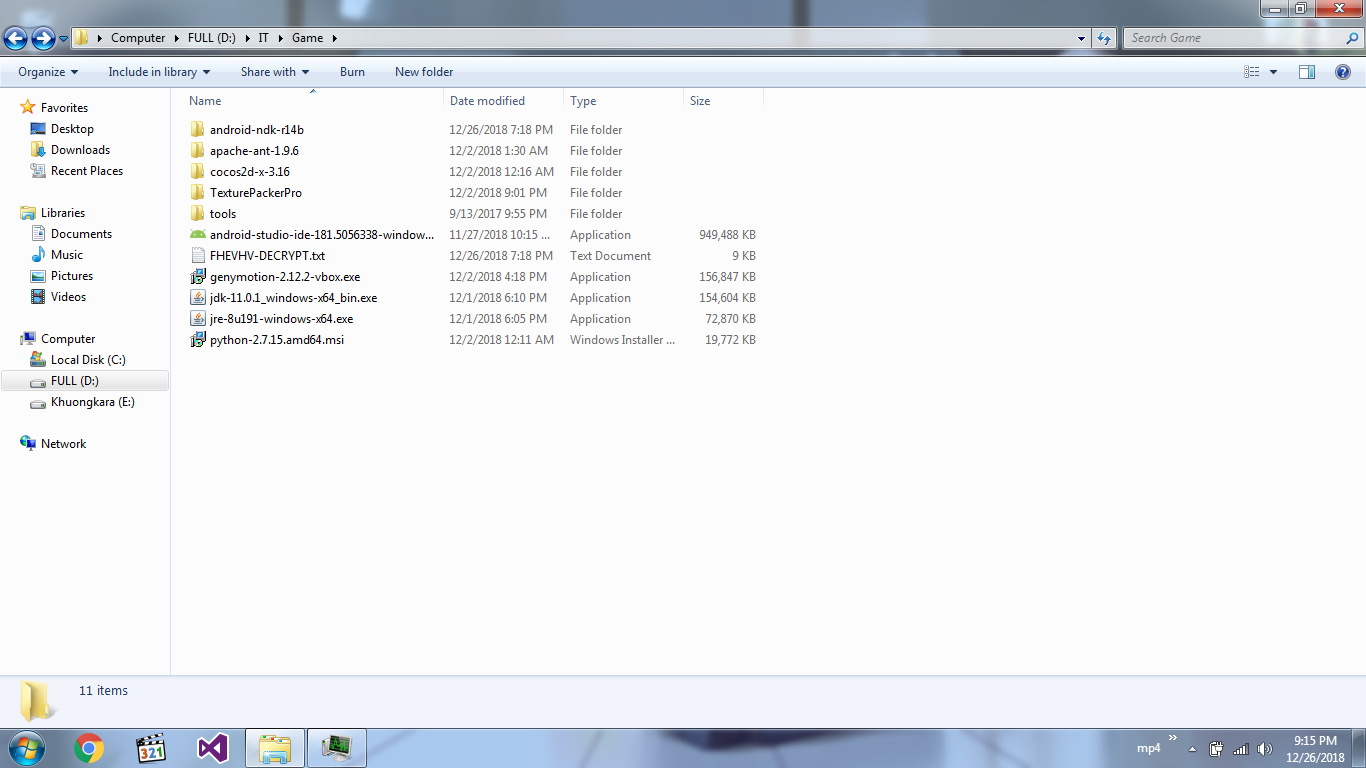 Computer FULL (D:) IT Game Search Game
Organize Include in library Share with Burn New folder
Name Date modified Type Size
Favorites
Desktop
Downloads
Recent Places
Libraries
Documents
Music
Pictures
Videos
Computer
Local Disk (C:)
FULL (D:)
Khuongkara (E:)
Network
android-ndk-r14b 12/26/2018 7:18 PM File folder
apache-ant-1.9.6 12/2/2018 1:30 AM File folder
cocos2d-x-3.16 12/2/2018 12:16 AM File folder
TexturePackerPro 12/2/2018 9:01 PM File folder
tools 9/13/2017 9:55 PM File folder
android-studio-ide-181.5056338-window... 11/27/2018 10:15 ... Application 949,488 KB
FHEVHV-DECRYPT.txt 12/26/2018 7:18 PM Text Document 9 KB
genymotion-2.12.2-vbox.exe 12/2/2018 4:18 PM Application 156,847 KB
jdk-11.0.1_windows-x64_bin.exe 12/1/2018 6:10 PM Application 154,604 KB
jre-8u191-windows-x64.exe 12/1/2018 6:05 PM Application 72,870 KB
python-2.7.15.amd64.msi 12/2/2018 12:11 AM Windows Installer ... 19,772 KB
11 items
321
mp4
9:15 PM
12/26/2018